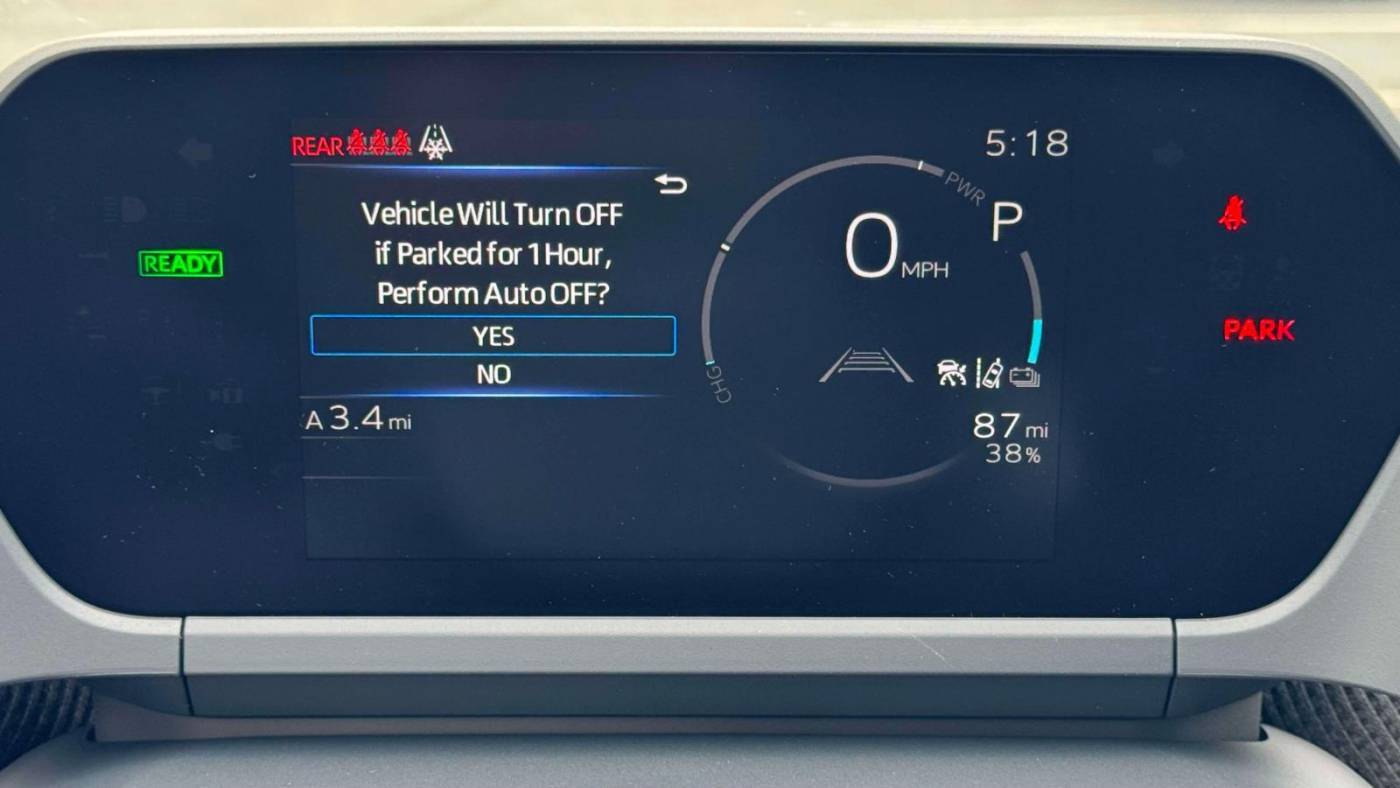 REAR
5:18
Vehicle Will Turn OFF
if Parked for 1 Hour,
Perform Auto OFF?
YES
NO
A 3.4 mi
READY
PWR
P
0 MPH
CHG
87 mi
38%
PARK